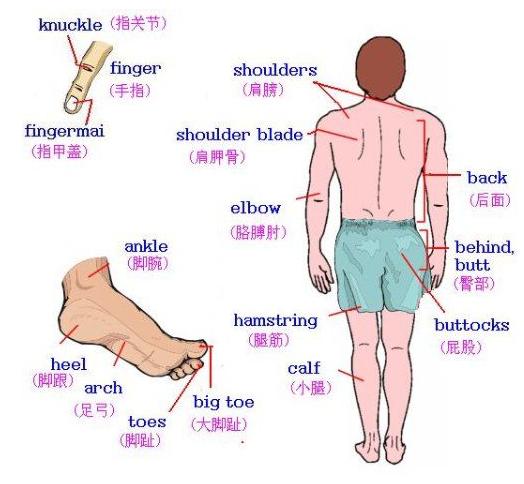 knuckle (指关节)
finger
(手指)
fingermai
(指甲盖)
shoulders
(肩膀)
shoulder blade
(肩胛骨)
back
(后面)
elbow
(胳膊肘)
behind,
butt
(臀部)
ankle
(脚腕)
hamstring
(腿筋)
buttocks
(屁股)
heel
(脚跟)
arch
(足弓)
calf
(小腿)
toes
(脚趾)
big toe
(大脚趾)